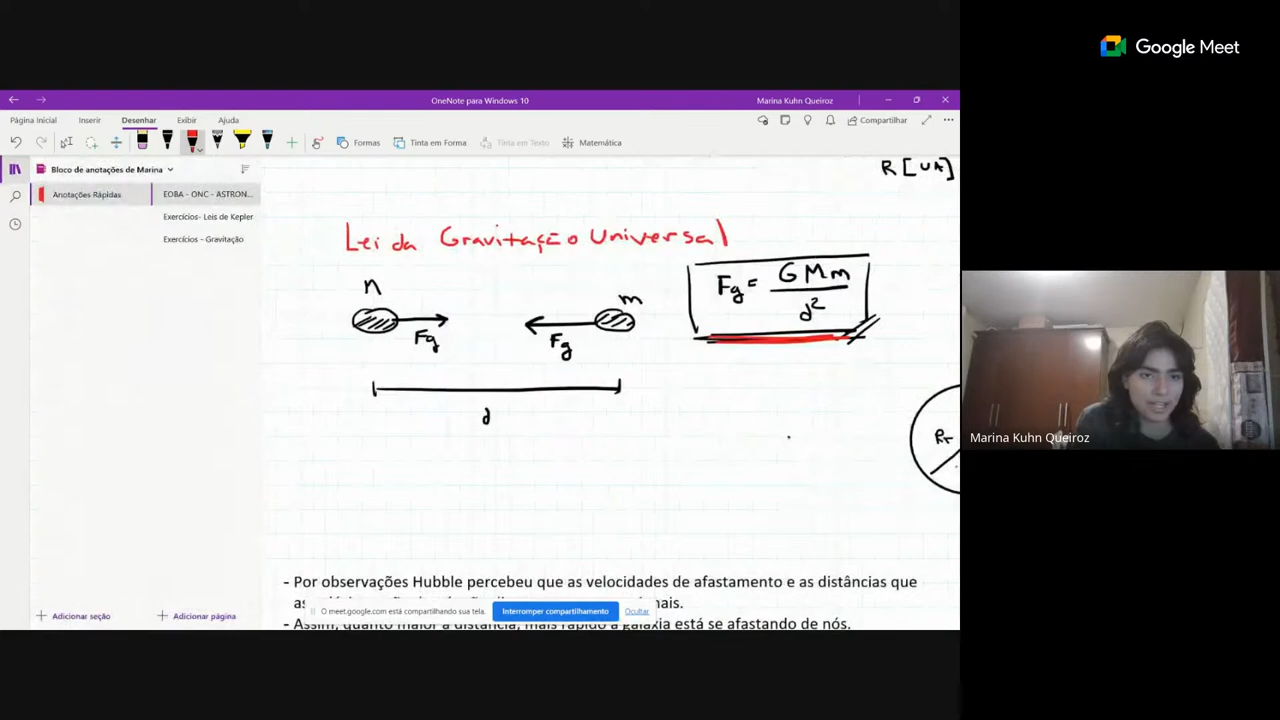 Google Meet
OneNote para Windows 10
Marina Kuhn Queiroz
Página Inicial Inserir Desenhar Exibir Ajuda
Compartilhar
Formas Tinta em Forma Tinta em Texto Matemática
Bloco de anotações de Marina
Anotações Rápidas
EOBA - ONC - ASTRON...
Exercícios- Leis de Kepler
Exercícios - Gravitação
R [UA]
Lei da Gravitação Universal
Fg = GMm
d²
m
Fg
Fg
d
RT
Marina Kuhn Queiroz
- Por observações Hubble percebeu que as velocidades de afastamento e as distâncias que
as
O meet.google.com está compartilhando sua tela. Interromper compartilhamento Ocultar
- Assim, quanto maior a distância, mais rápido a galáxia está se afastando de nós.
Adicionar seção Adicionar página